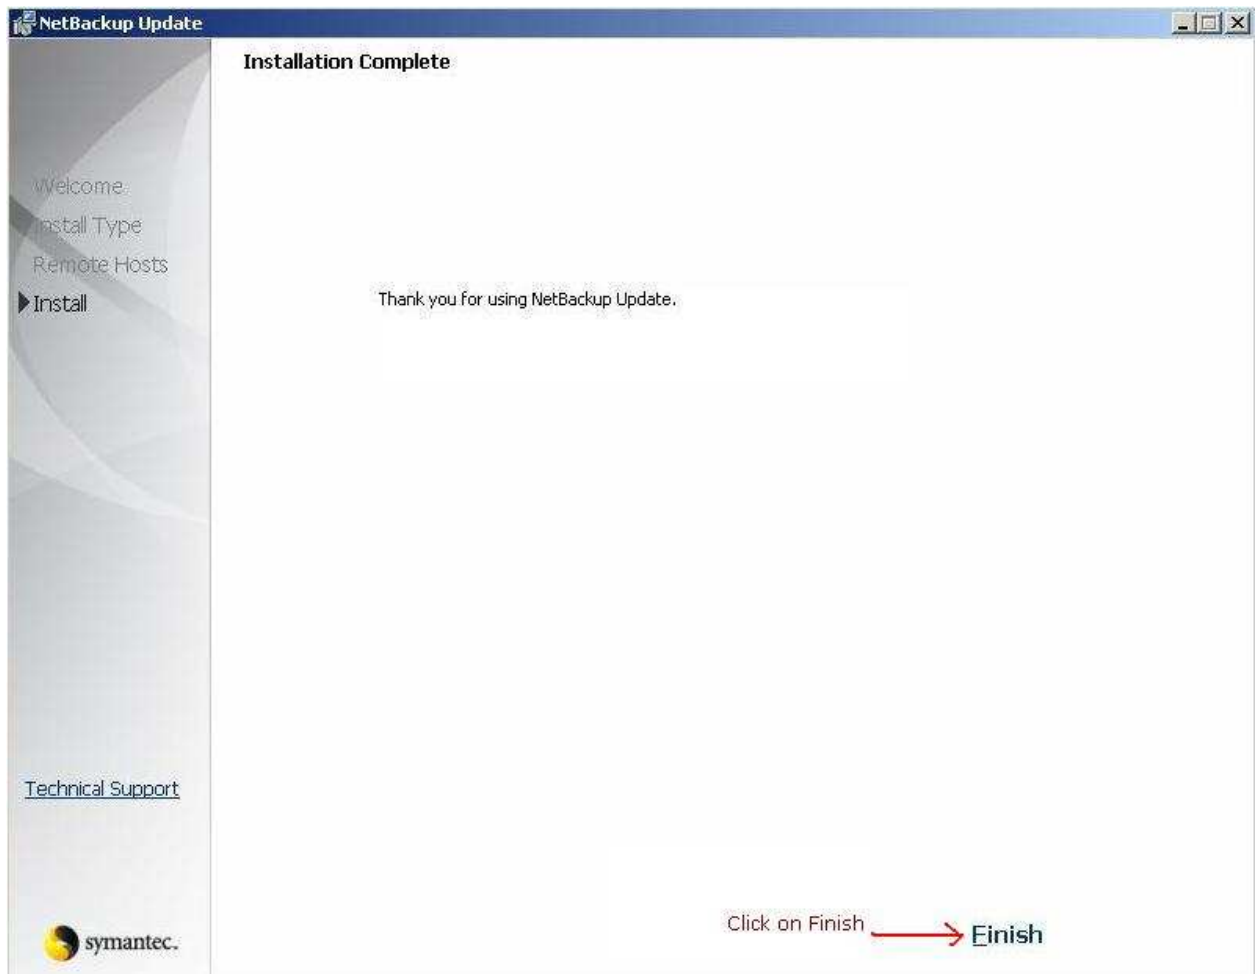 NetBackup Update
Installation Complete
Welcome
Install Type
Remote Hosts
Install
Thank you for using NetBackup Update.
Technical Support
symantec.
Click on Finish
Finish